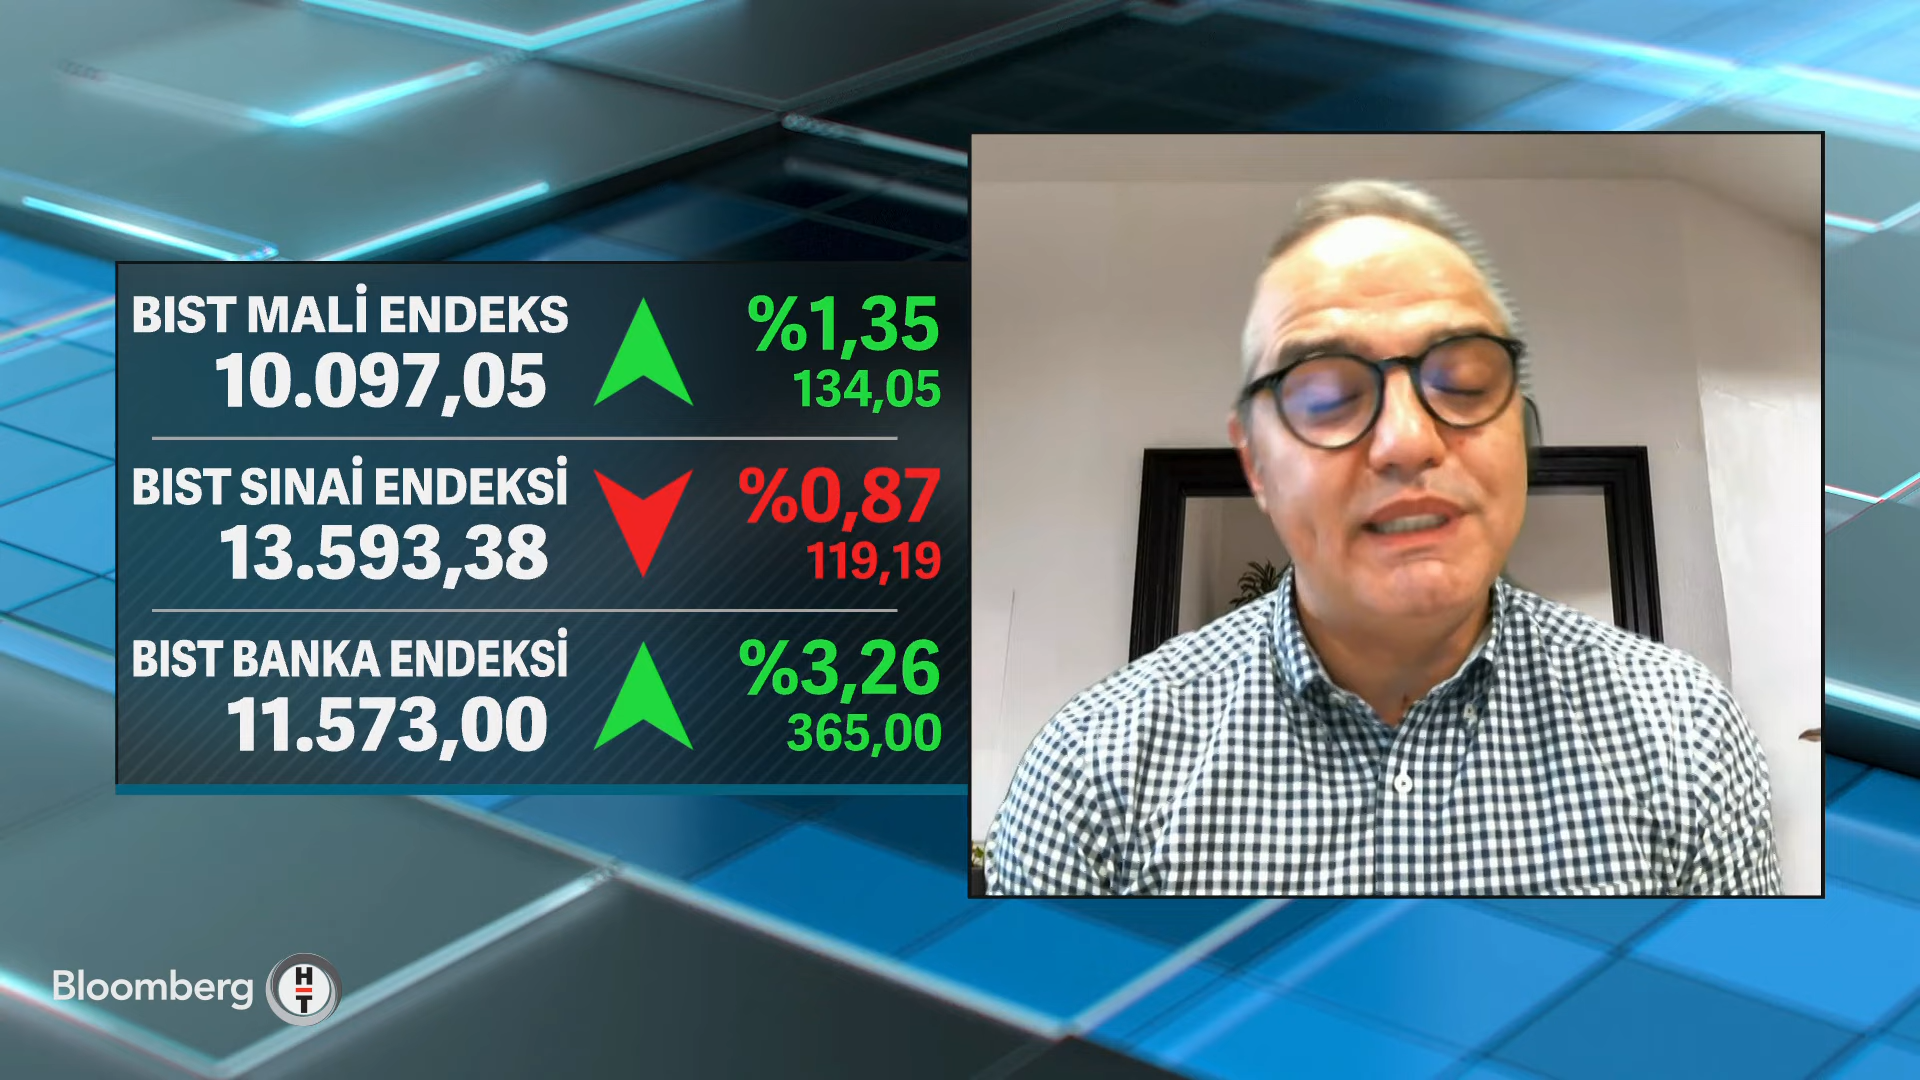 BIST MALİ ENDEKS
10.097,05
%1,35
134,05
BIST SINAİ ENDEKSİ
13.593,38
%0,87
119,19
BIST BANKA ENDEKSİ
11.573,00
%3,26
365,00
Bloomberg HT